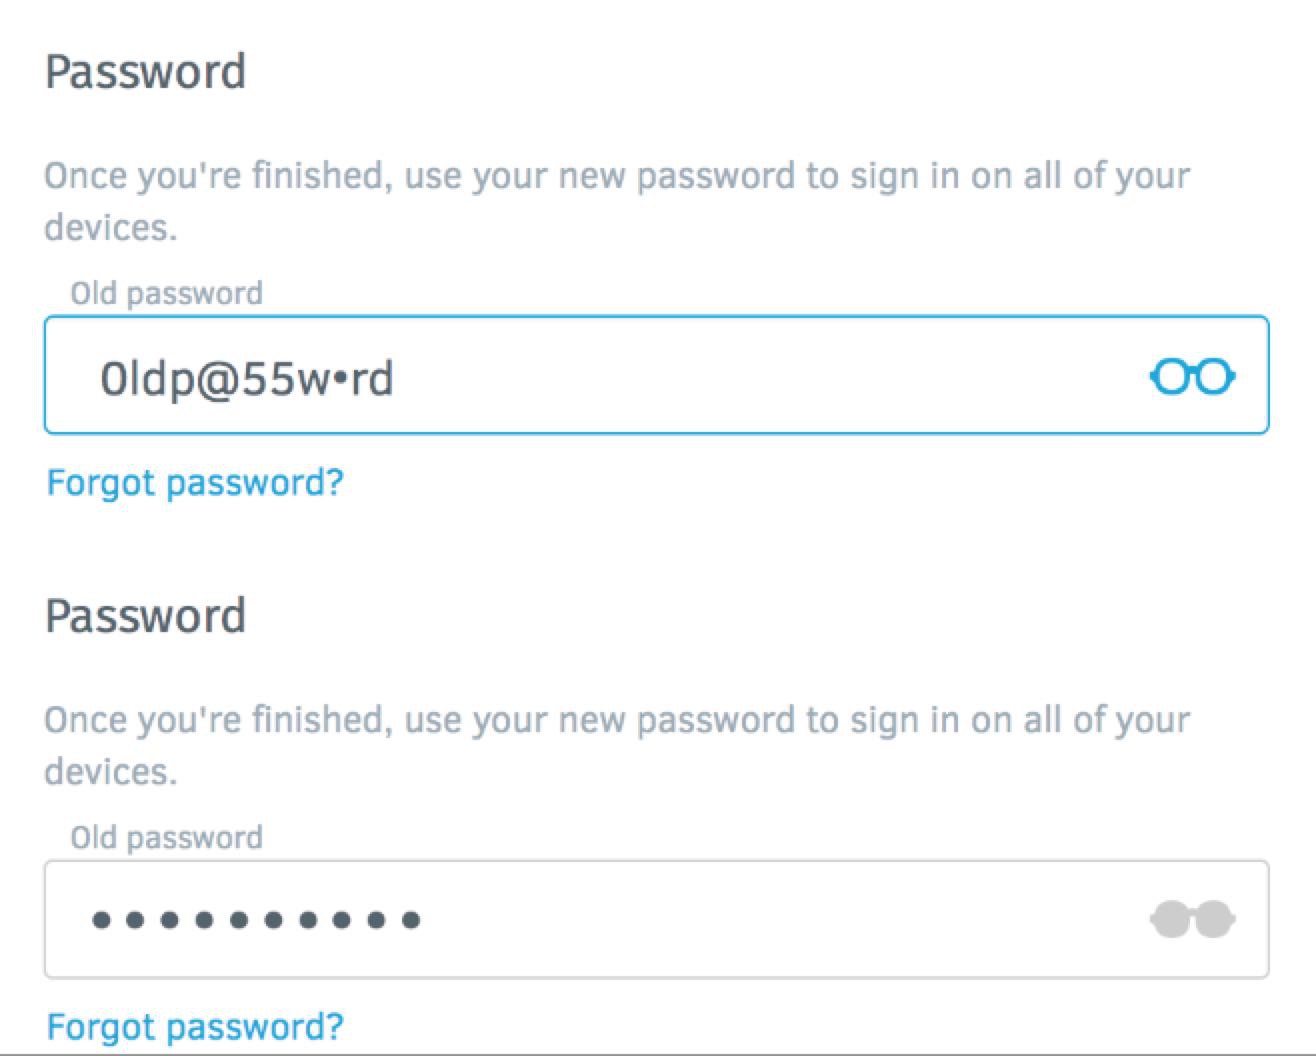 Password
Once you're finished, use your new password to sign in on all of your
devices.
Old password
0ldp@55w•rd
Forgot password?
Password
Once you're finished, use your new password to sign in on all of your
devices.
Old password
••••••••••
Forgot password?